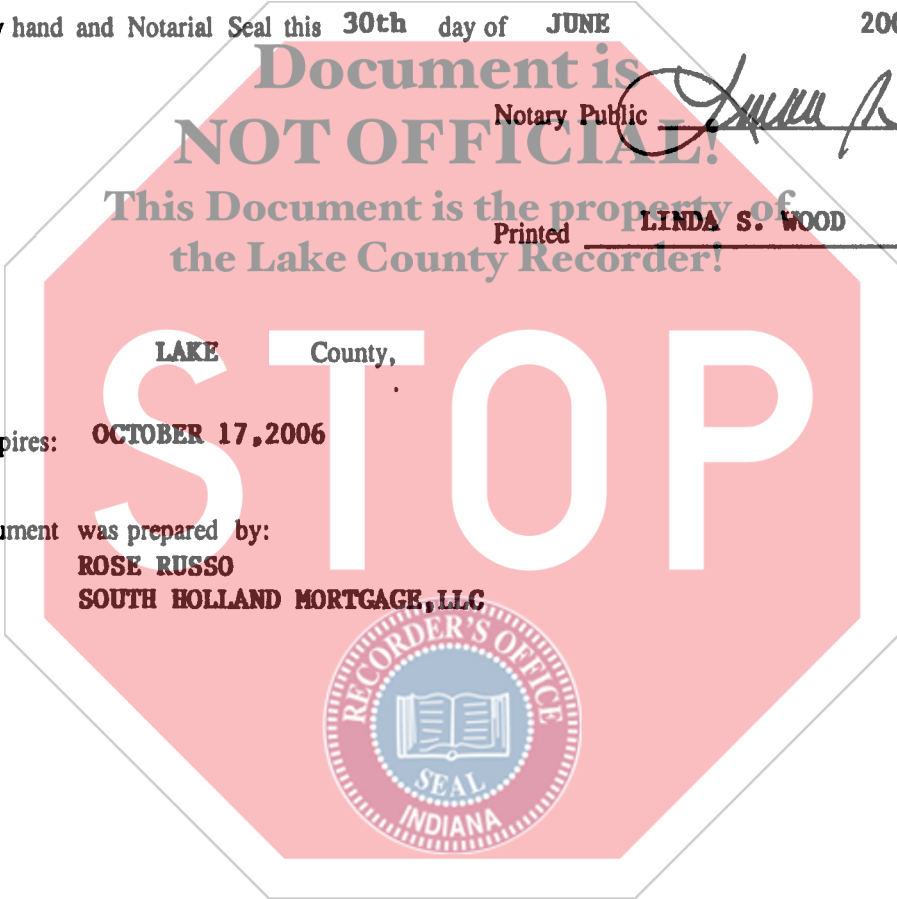 hand and Notarial Seal this 30th day of JUNE 200
Document is
Notary Public
NOT OFFICIAL!
This Document is the property of
Printed LINDA S. WOOD
the Lake County Recorder!
STOP
LAKE County,
pires: OCTOBER 17,2006
ument was prepared by:
ROSE RUSSO
SOUTH HOLLAND MORTGAGE,LLC
RECORDER'S OFFICE
SEAL
INDIANA